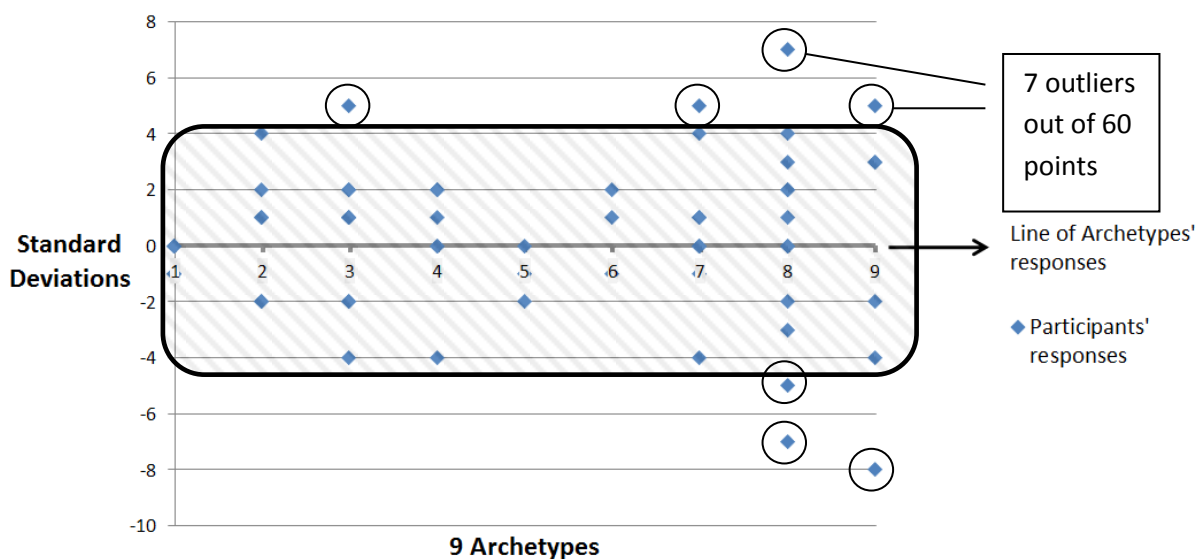 8
6
4
2
0
-2
-4
-6
-8
-10
Standard
Deviations
1 2 3 4 5 6 7 8 9
9 Archetypes
7 outliers
out of 60
points
Line of Archetypes'
responses
Participants'
responses